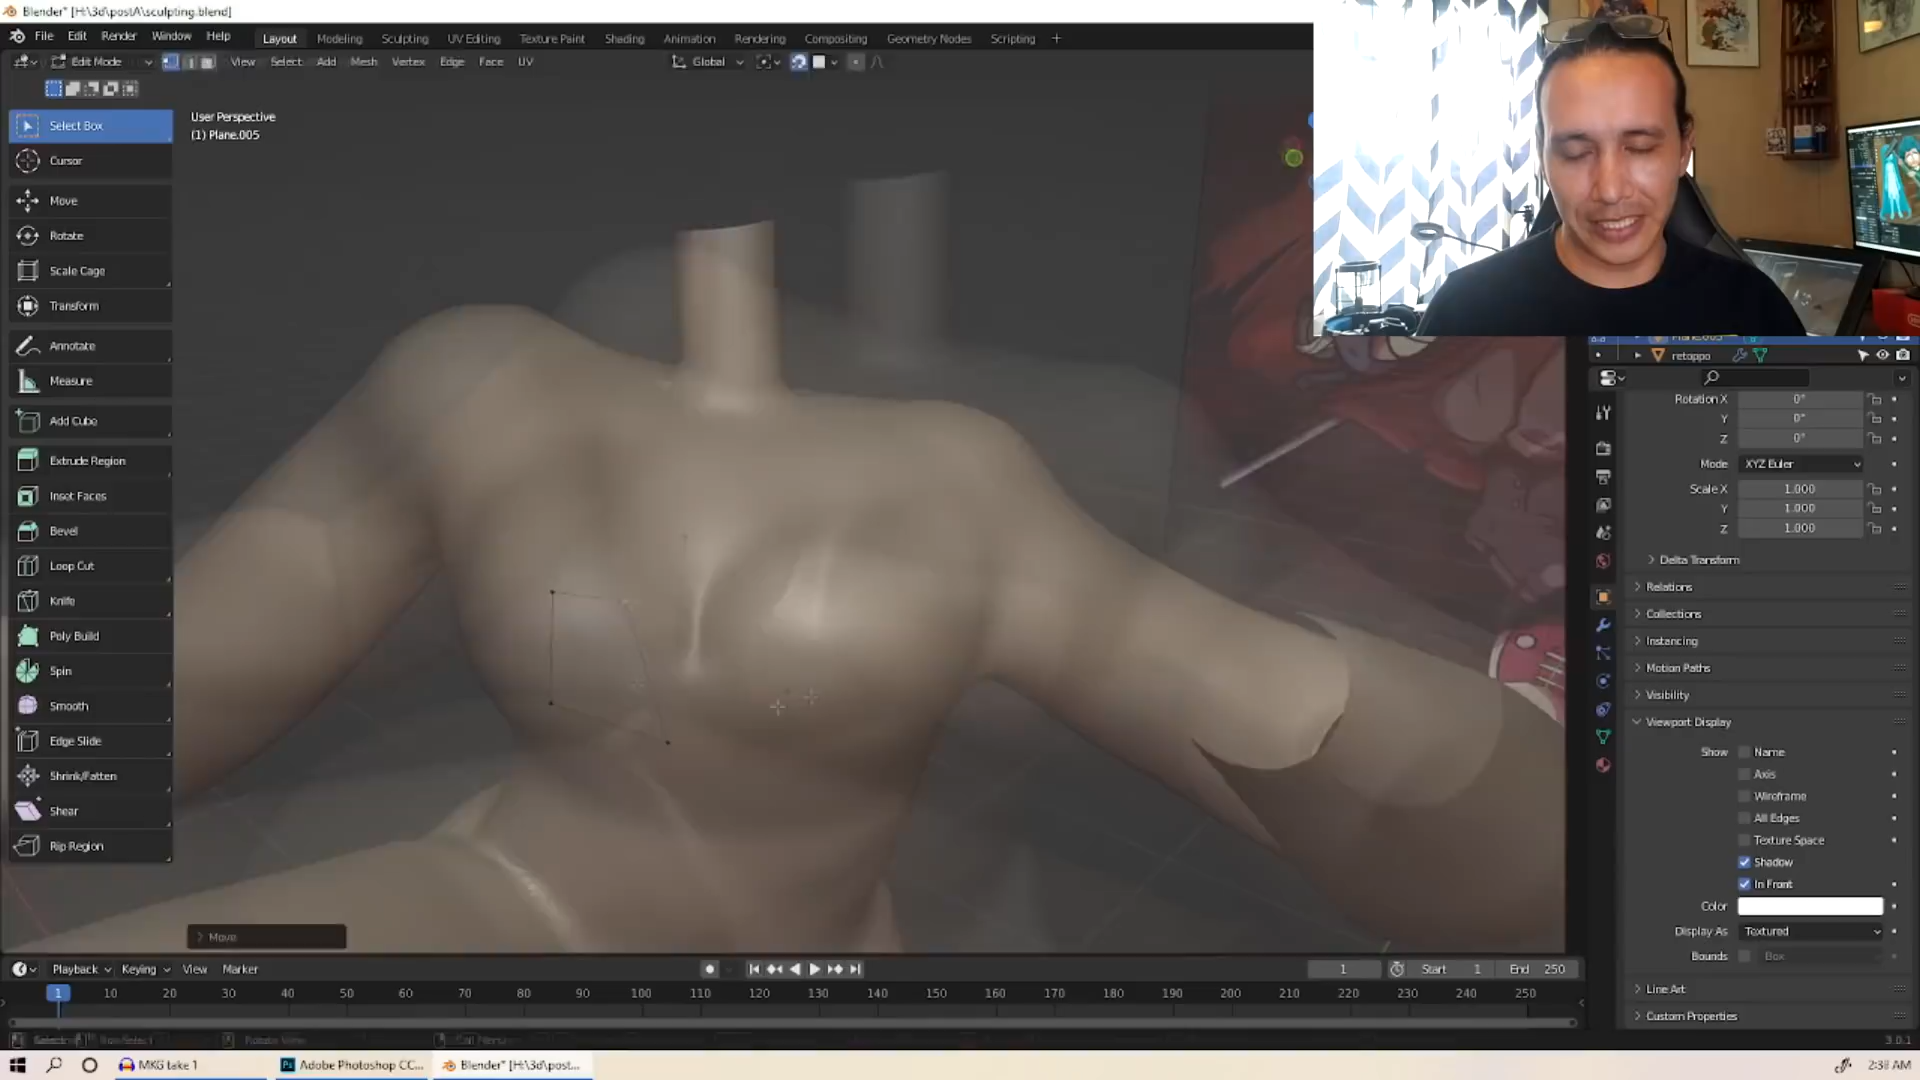 Blender* [H:\3d\postA\sculpting.blend]
File Edit Render Window Help
Layout Modeling Sculpting UV Editing Texture Paint Shading Animation Rendering Compositing Geometry Nodes Scripting +
Edit Mode View Select Add Mesh Vertex Edge Face UV Global
User Perspective
(1) Plane.005
Select Box
Cursor
Move
Rotate
Scale Cage
Transform
Annotate
Measure
Add Cube
Extrude Region
Inset Faces
Bevel
Loop Cut
Knife
Poly Build
Spin
Smooth
Edge Slide
Shrink/Fatten
Shear
Rip Region
Move
retoppo
Rotation X 0°
Y 0°
Z 0°
Mode XYZ Euler
Scale X 1.000
Y 1.000
Z 1.000
Delta Transform
Relations
Collections
Instancing
Motion Paths
Visibility
Viewport Display
Show Name
Axis
Wireframe
All Edges
Texture Space
Shadow
In Front
Color
Display As Textured
Bounds Box
Line Art
Custom Properties
Playback Keying View Marker 1 Start 1 End 250
1 10 20 30 40 50 60 70 80 90 100 110 120 130 140 150 160 170 180 190 200 210 220 230 240 250
3.0.1
MKG take 1 Adobe Photoshop CC... Blender* [H:\3d\post... 2:38 AM